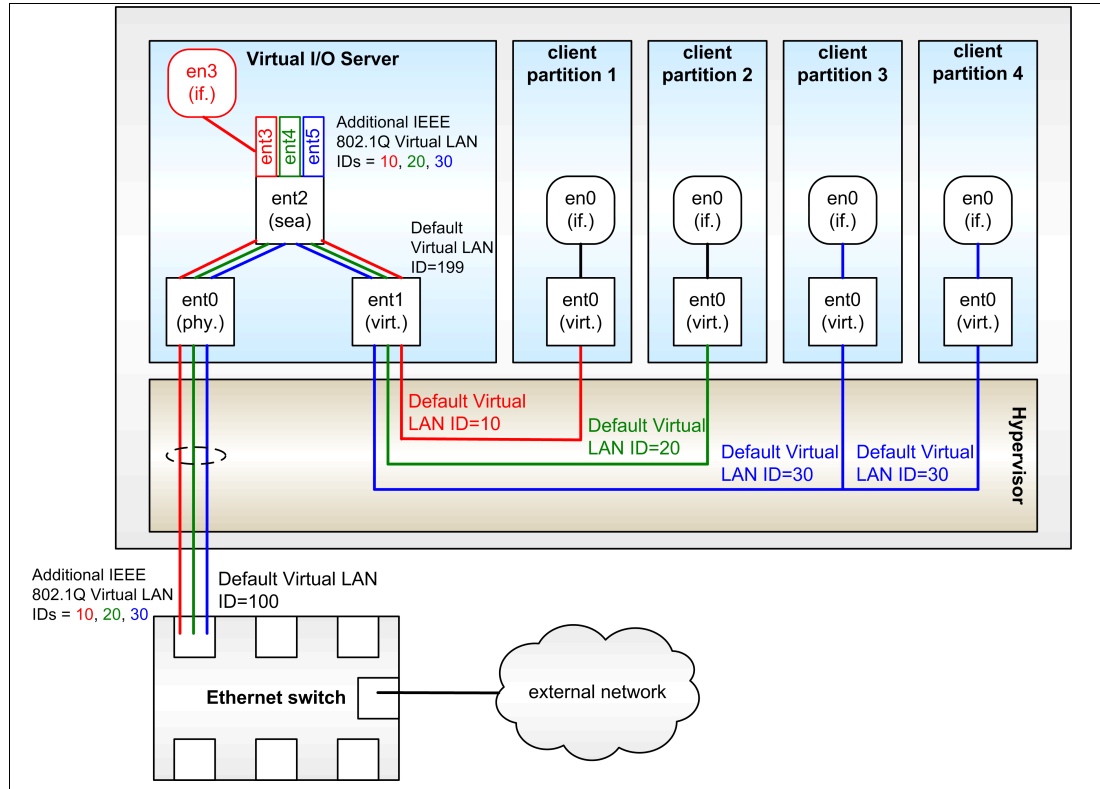 Virtual I/O Server
en3
(if.)
ent3
ent4
ent5
Additional IEEE
802.1Q Virtual LAN
IDs = 10, 20, 30
ent2
(sea)
Default
Virtual LAN
ID=199
ent0
(phy.)
ent1
(virt.)
client
partition 1
en0
(if.)
ent0
(virt.)
client
partition 2
en0
(if.)
ent0
(virt.)
client
partition 3
en0
(if.)
ent0
(virt.)
client
partition 4
en0
(if.)
ent0
(virt.)
Default Virtual
LAN ID=10
Default Virtual
LAN ID=20
Default Virtual
LAN ID=30
Default Virtual
LAN ID=30
Hypervisor
Additional IEEE
802.1Q Virtual LAN
IDs = 10, 20, 30
Default Virtual LAN
ID=100
Ethernet switch
external network